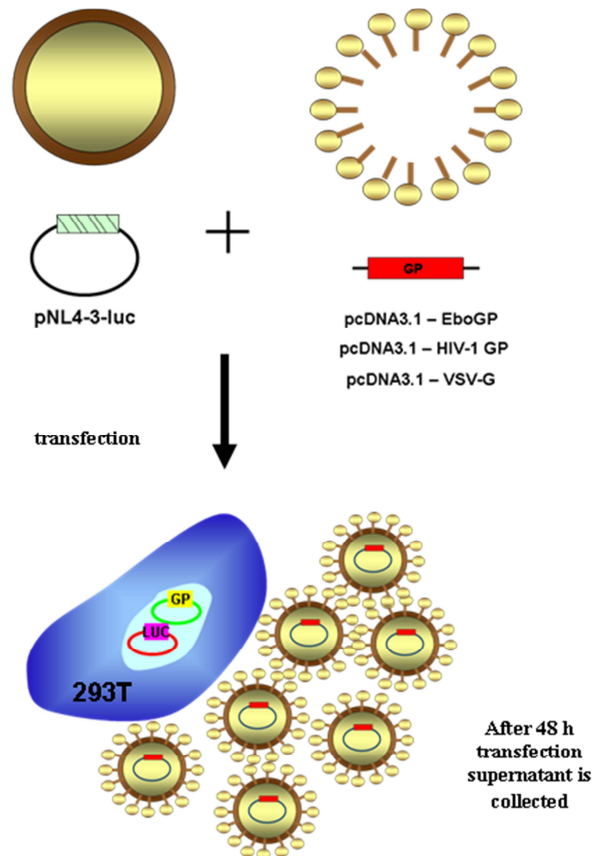 GP
pNL4-3-luc
pcDNA3.1 – EboGP
pcDNA3.1 – HIV-1 GP
pcDNA3.1 – VSV-G
transfection
GP
LUC
293T
After 48 h
transfection
supernatant is
collected